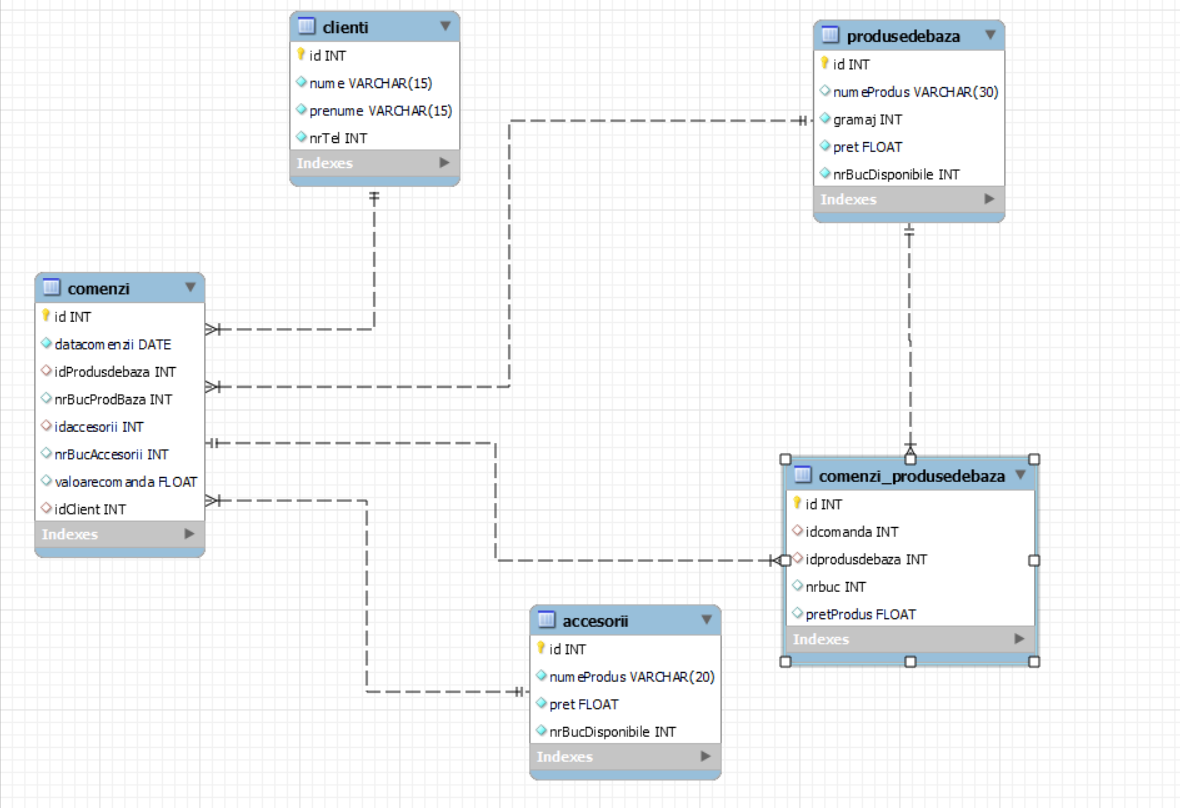 clienti
id INT
nume VARCHAR(15)
prenume VARCHAR(15)
nrTel INT
Indexes
produsedebaza
id INT
numeProdus VARCHAR(30)
gramaj INT
pret FLOAT
nrBucDisponibile INT
Indexes
comenzi
id INT
datacomenzii DATE
idProdusdebaza INT
nrBucProdBaza INT
idaccesorii INT
nrBucAccesorii INT
valoarecomanda FLOAT
idClient INT
Indexes
comenzi_produsedebaza
id INT
idcomanda INT
idprodusdebaza INT
nrbuc INT
pretProdus FLOAT
Indexes
accesorii
id INT
numeProdus VARCHAR(20)
pret FLOAT
nrBucDisponibile INT
Indexes